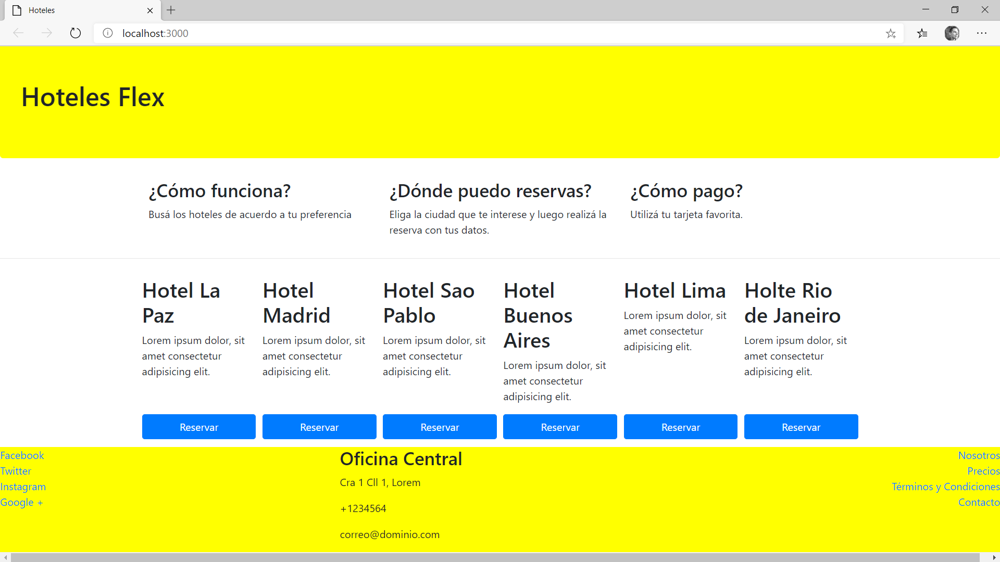 Hoteles
localhost:3000
Hoteles Flex
¿Cómo funciona?
Busá los hoteles de acuerdo a tu preferencia
¿Dónde puedo reservas?
Eliga la ciudad que te interese y luego realizá la
reserva con tus datos.
¿Cómo pago?
Utilizá tu tarjeta favorita.
Hotel La
Paz
Lorem ipsum dolor, sit
amet consectetur
adipisicing elit.
Reservar
Hotel
Madrid
Lorem ipsum dolor, sit
amet consectetur
adipisicing elit.
Reservar
Hotel Sao
Pablo
Lorem ipsum dolor, sit
amet consectetur
adipisicing elit.
Reservar
Hotel
Buenos
Aires
Lorem ipsum dolor, sit
amet consectetur
adipisicing elit.
Reservar
Hotel Lima
Lorem ipsum dolor, sit
amet consectetur
adipisicing elit.
Reservar
Holte Rio
de Janeiro
Lorem ipsum dolor, sit
amet consectetur
adipisicing elit.
Reservar
Facebook
Twitter
Instagram
Google +
Oficina Central
Cra 1 Cll 1, Lorem
+1234564
correo@dominio.com
Nosotros
Precios
Términos y Condiciones
Contacto